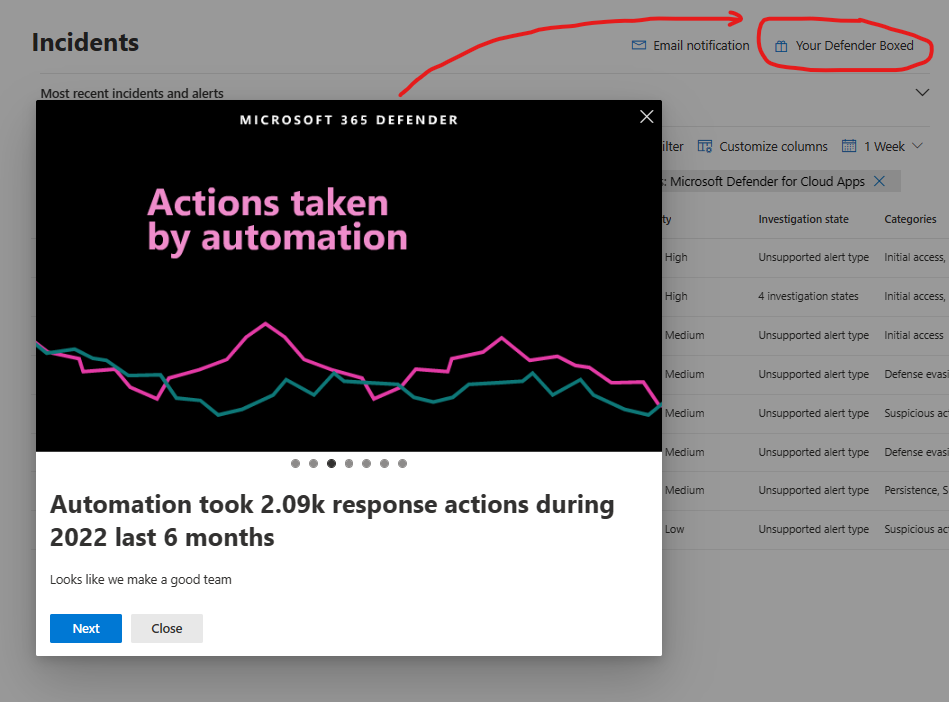 Incidents
Email notification
Your Defender Boxed
Most recent incidents and alerts
MICROSOFT 365 DEFENDER
Customize columns
1 Week
Microsoft Defender for Cloud Apps
Actions taken
by automation
Investigation state Categories
High Unsupported alert type Initial access,
High 4 investigation states Initial access,
Medium Unsupported alert type Initial access
Medium Unsupported alert type Defense evasi
Medium Unsupported alert type Suspicious ac
Medium Unsupported alert type Defense evasi
Medium Unsupported alert type Persistence, S
Low Unsupported alert type Suspicious ac
Automation took 2.09k response actions during
2022 last 6 months
Looks like we make a good team
Next Close